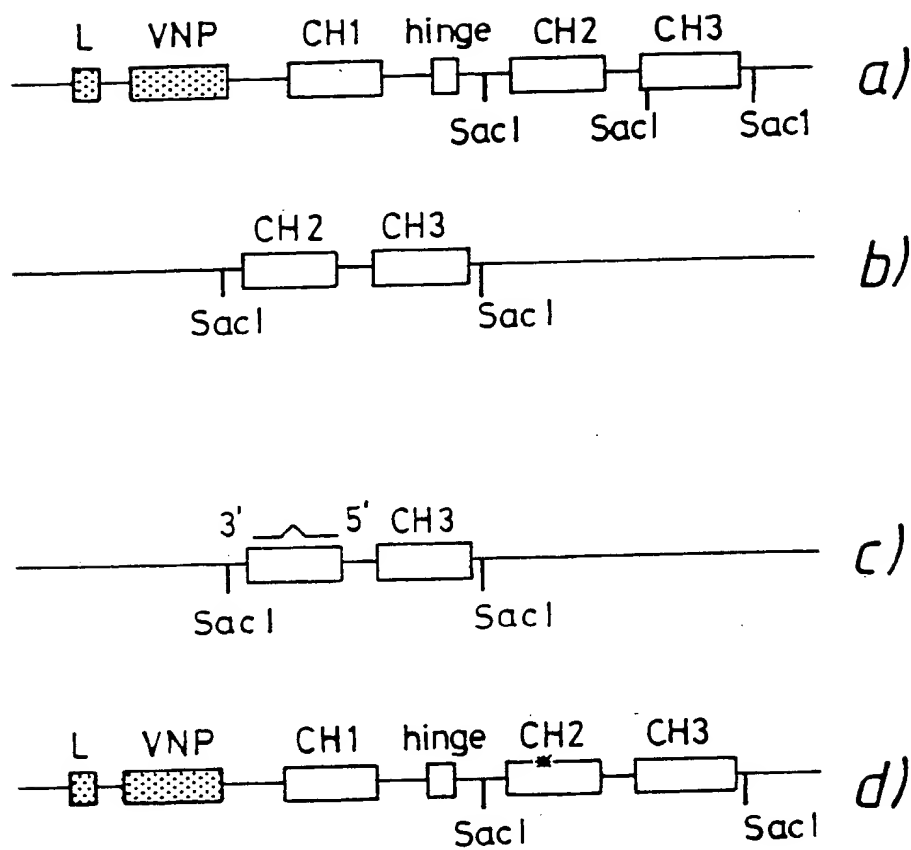 L VNP CH1 hinge CH2 CH3
a)
SacI SacI Sac1
CH2 CH3
b)
SacI SacI
3' 5' CH3
c)
SacI SacI
L VNP CH1 hinge CH2 CH3
*
d)
SacI SacI